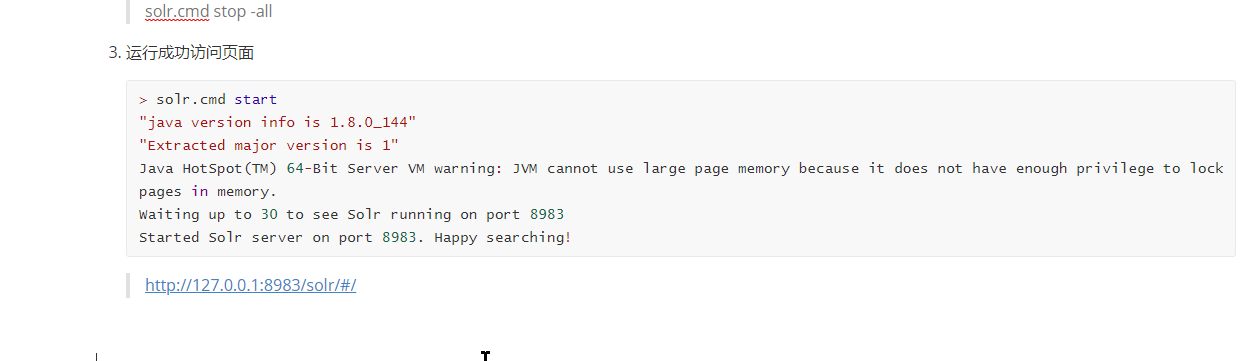 solr.cmd stop -all
3. 运行成功访问页面
> solr.cmd start
"java version info is 1.8.0_144"
"Extracted major version is 1"
Java HotSpot(TM) 64-Bit Server VM warning: JVM cannot use large page memory because it does not have enough privilege to lock
pages in memory.
Waiting up to 30 to see Solr running on port 8983
Started Solr server on port 8983. Happy searching!
http://127.0.0.1:8983/solr/#/